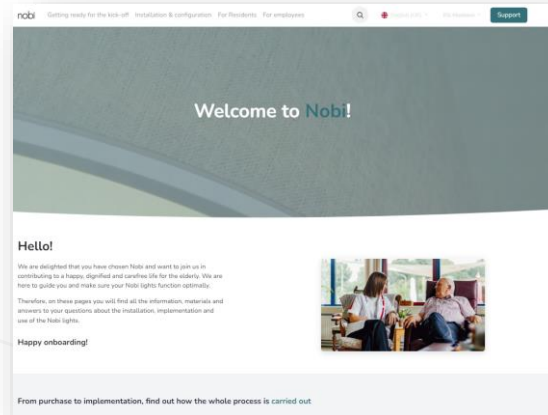 nobi Getting ready for the kick-off Installation & configuration For Residents For employees Support
Welcome to Nobi!
Hello!
We are delighted that you have chosen Nobi and want to join us in
contributing to a happy, dignified and carefree life for the elderly. We are
here to guide you and make sure your Nobi lights function optimally.
Therefore, on these pages you will find all the information, materials and
answers to your questions about the installation, implementation and
use of the Nobi lights.
Happy onboarding!
From purchase to implementation, find out how the whole process is carried out